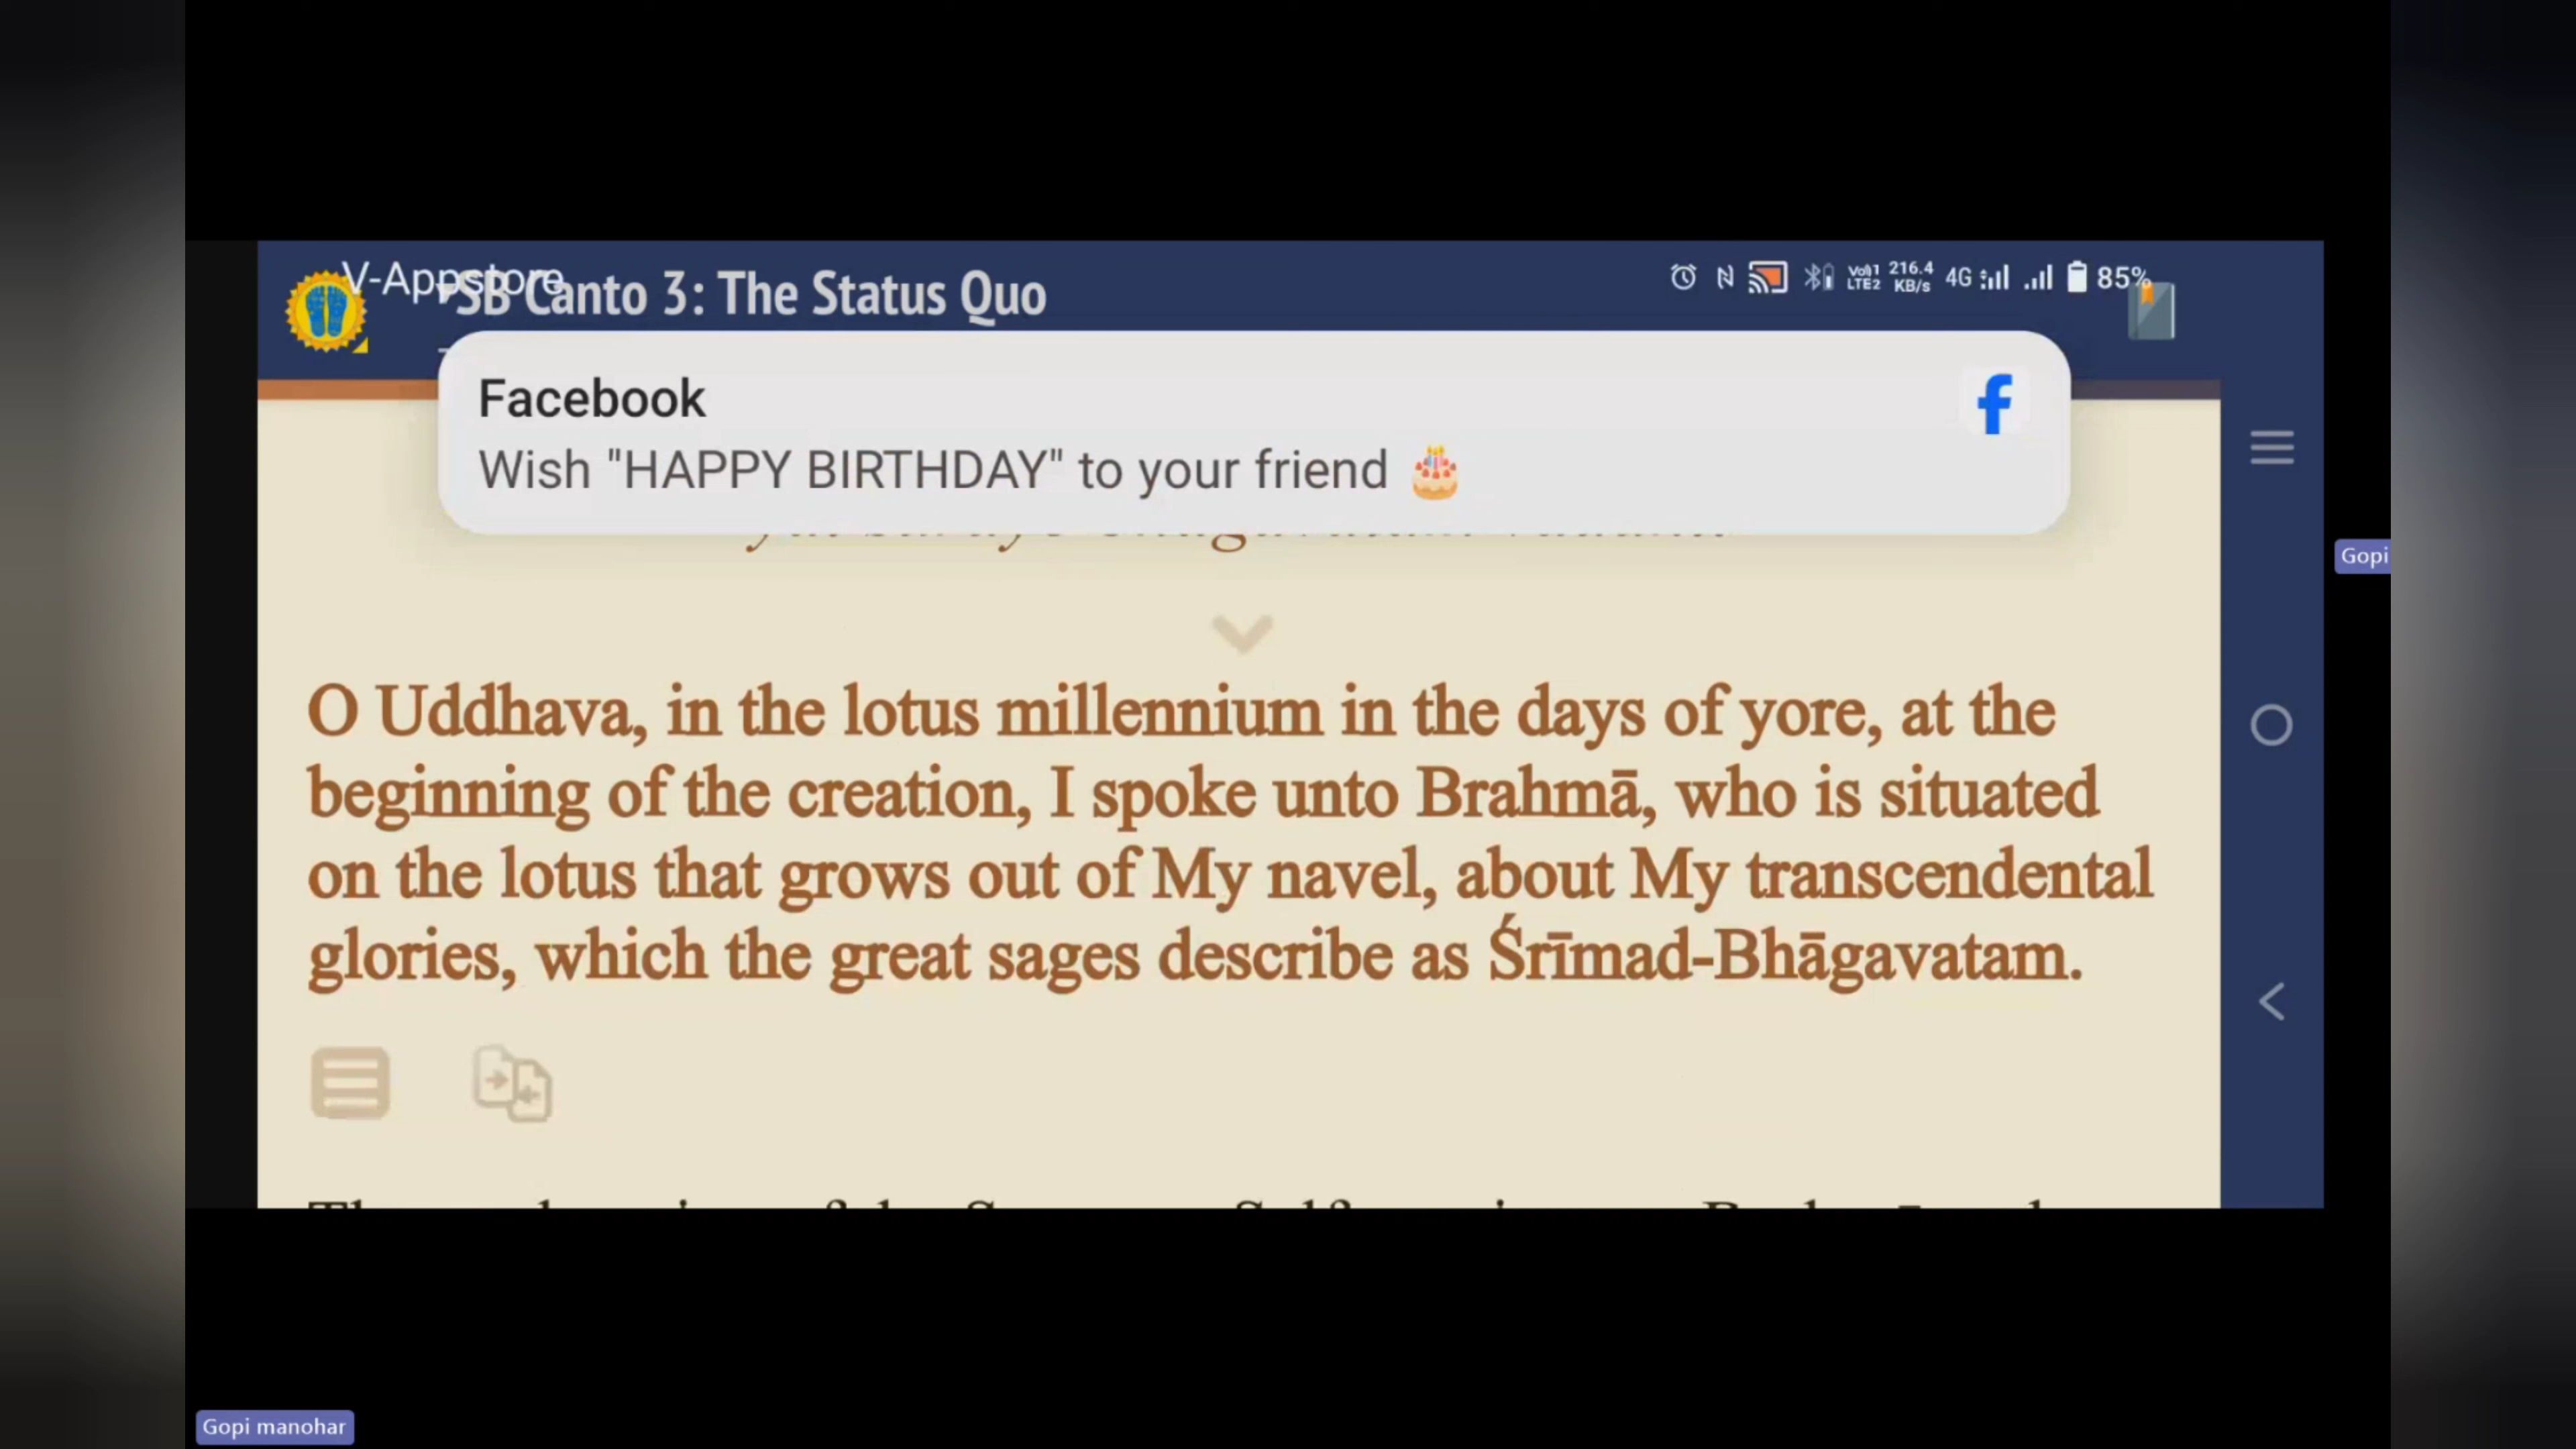 V-Appstore
SB Canto 3: The Status Quo
Vo)) 1 LTE2 216.4 KB/s 4G 85%
Facebook
Wish "HAPPY BIRTHDAY" to your friend 🎂
Gopi
O Uddhava, in the lotus millennium in the days of yore, at the
beginning of the creation, I spoke unto Brahmā, who is situated
on the lotus that grows out of My navel, about My transcendental
glories, which the great sages describe as Śrīmad-Bhāgavatam.
Gopi manohar